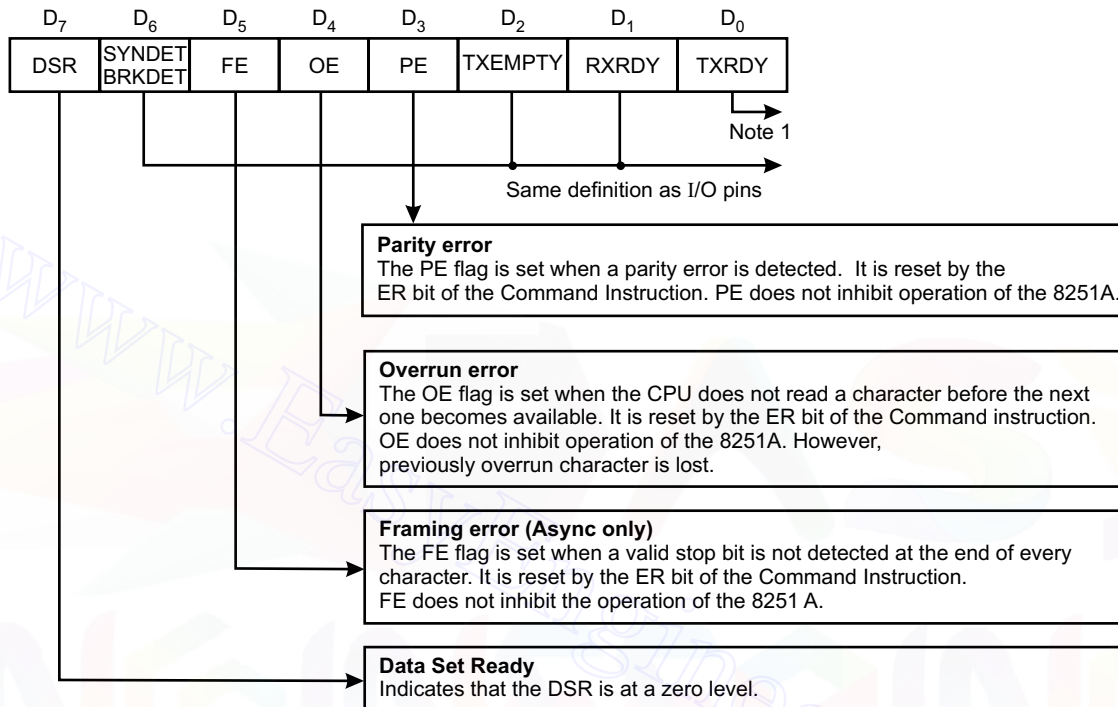 D7 D6 D5 D4 D3 D2 D1 D0
DSR SYNDET BRKDET FE OE PE TXEMPTY RXRDY TXRDY
Note 1
Same definition as I/O pins
Parity error
The PE flag is set when a parity error is detected. It is reset by the
ER bit of the Command Instruction. PE does not inhibit operation of the 8251A.
Overrun error
The OE flag is set when the CPU does not read a character before the next
one becomes available. It is reset by the ER bit of the Command instruction.
OE does not inhibit operation of the 8251A. However,
previously overrun character is lost.
Framing error (Async only)
The FE flag is set when a valid stop bit is not detected at the end of every
character. It is reset by the ER bit of the Command Instruction.
FE does not inhibit the operation of the 8251 A.
Data Set Ready
Indicates that the DSR is at a zero level.